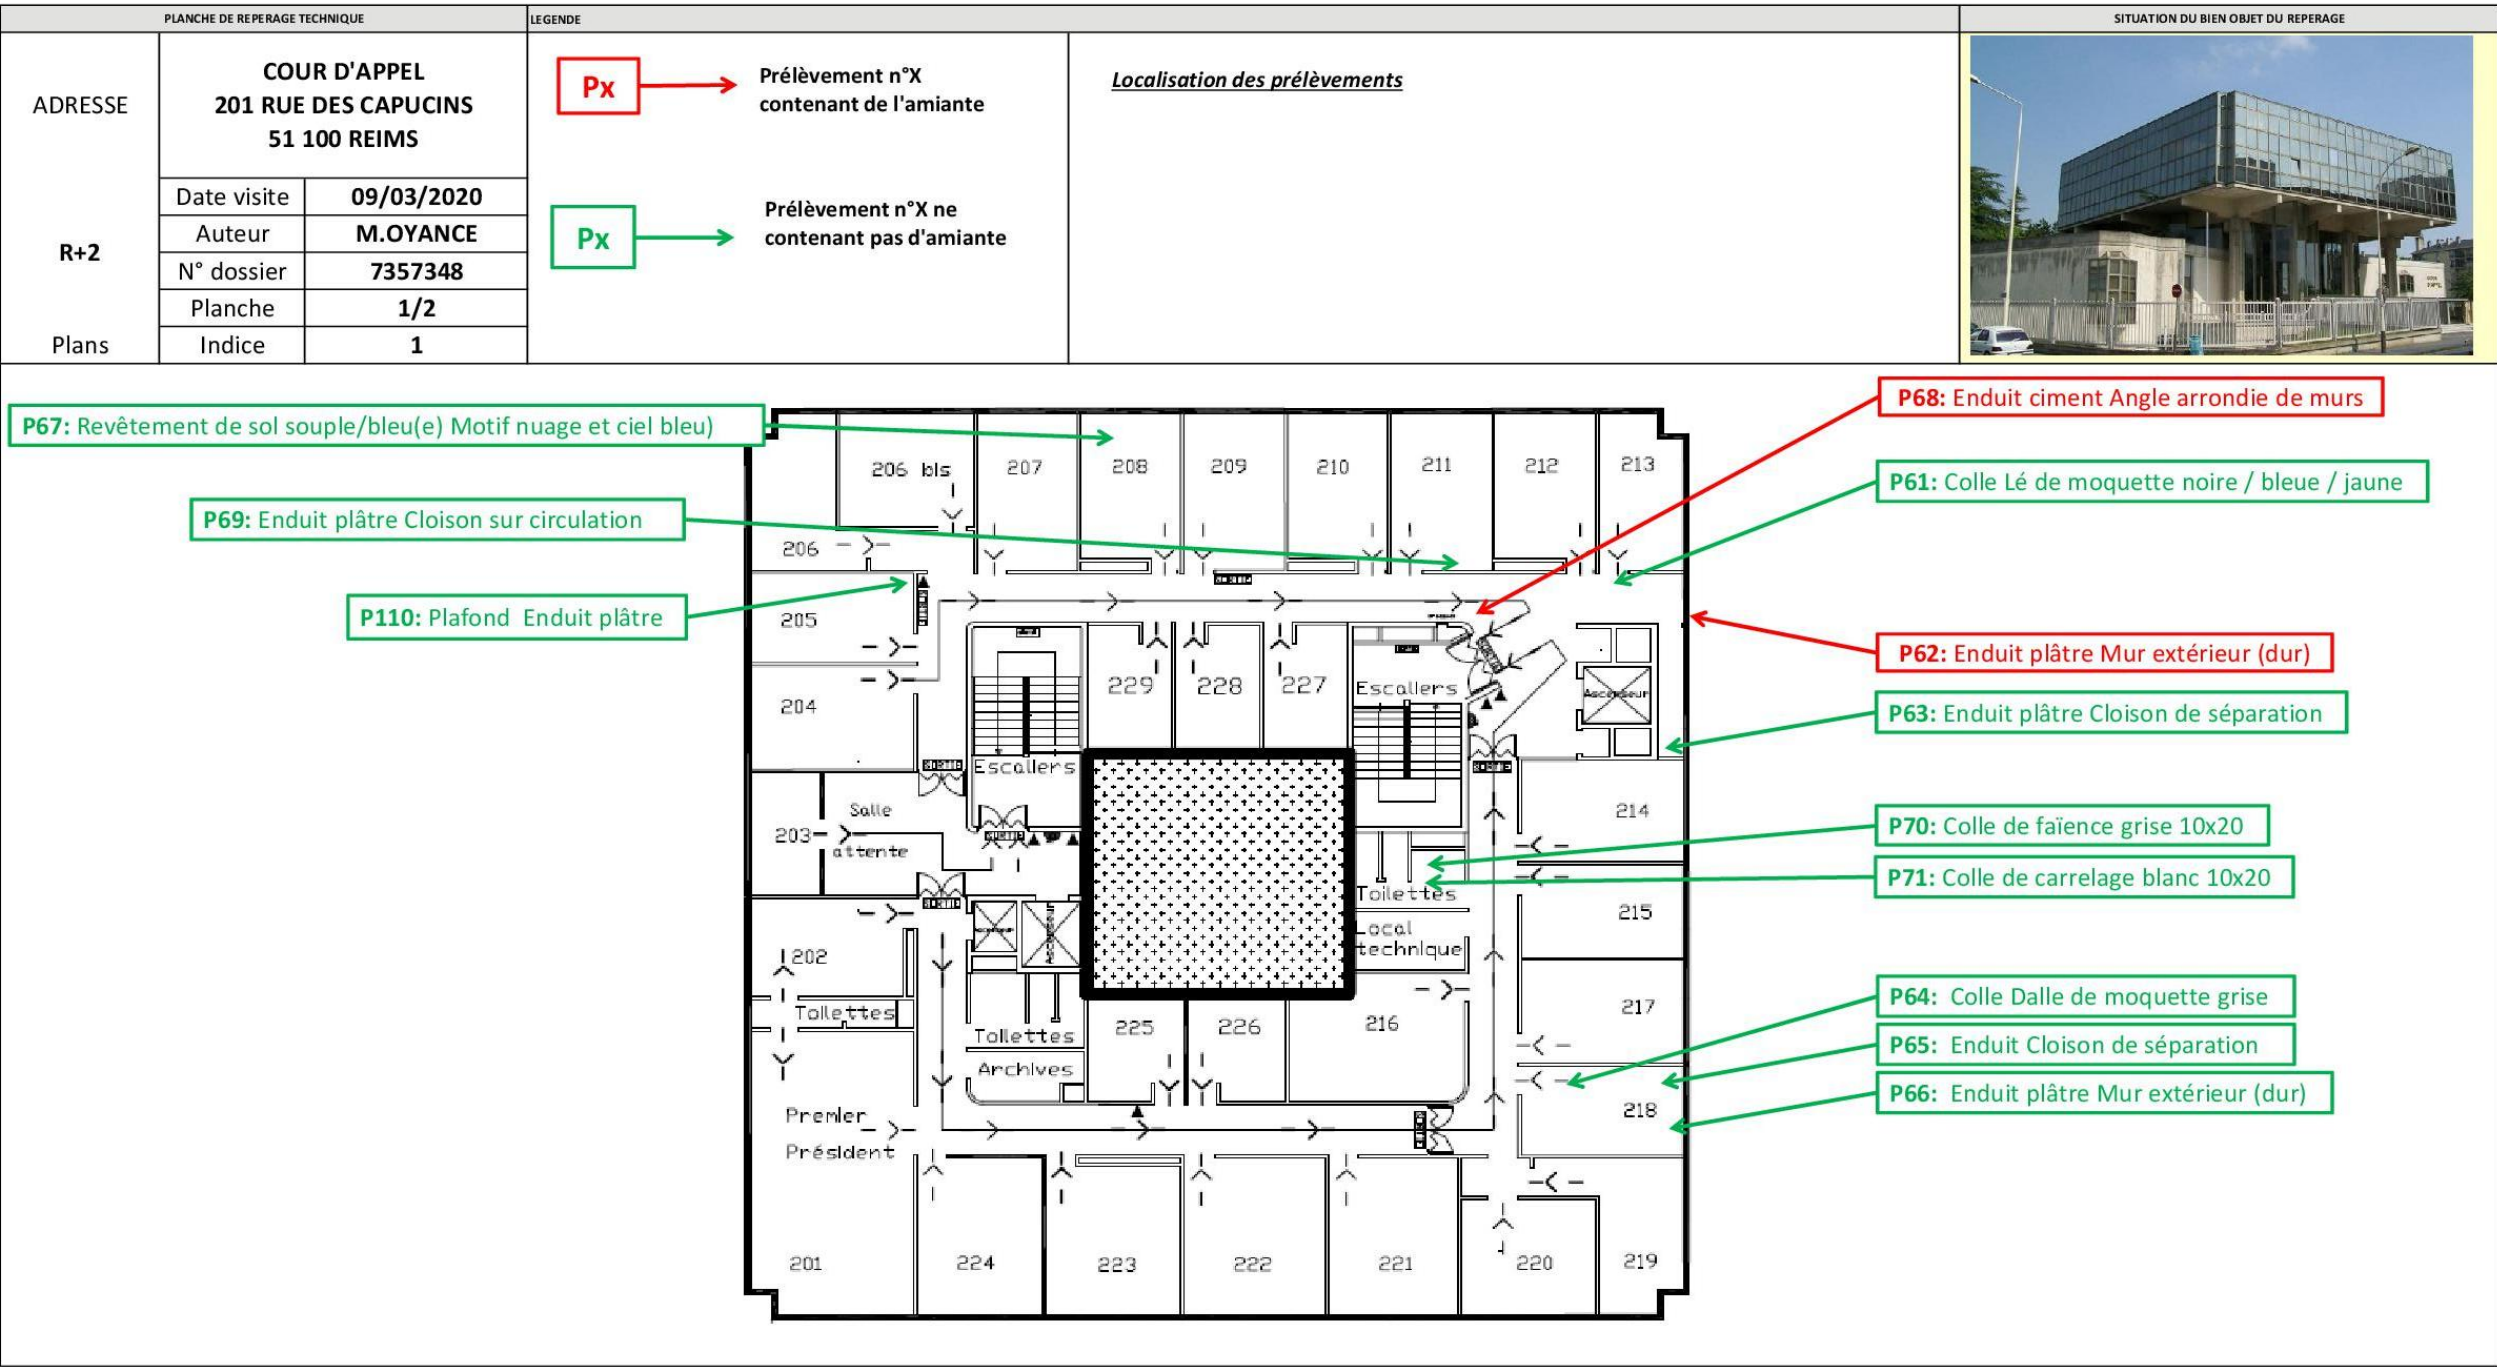 PLANCHE DE REPERAGE TECHNIQUE
LEGENDE
SITUATION DU BIEN OBJET DU REPERAGE
ADRESSE
COUR D'APPEL
201 RUE DES CAPUCINS
51 100 REIMS
R+2
Plans
Date visite 09/03/2020
Auteur M.OYANCE
N° dossier 7357348
Planche 1/2
Indice 1
Px
Prélèvement n°X
contenant de l'amiante
Px
Prélèvement n°X ne
contenant pas d'amiante
Localisation des prélèvements
P67: Revêtement de sol souple/bleu(e) Motif nuage et ciel bleu)
P69: Enduit plâtre Cloison sur circulation
P110: Plafond Enduit plâtre
P68: Enduit ciment Angle arrondie de murs
P61: Colle Lé de moquette noire / bleue / jaune
P62: Enduit plâtre Mur extérieur (dur)
P63: Enduit plâtre Cloison de séparation
P70: Colle de faïence grise 10x20
P71: Colle de carrelage blanc 10x20
P64: Colle Dalle de moquette grise
P65: Enduit Cloison de séparation
P66: Enduit plâtre Mur extérieur (dur)
206 bis
207
208
209
210
211
212
213
206
SORTIE
205
204
229
228
227
Escaliers
Ascenseur
SORTIE
Escaliers
SORTIE
203
Salle
attente
SORTIE
214
SORTIE
Toilettes
215
Local
technique
202
Ascenseur
Toilettes
217
Toilettes
225
226
216
Archives
218
Premier
Président
201
224
223
222
221
220
219